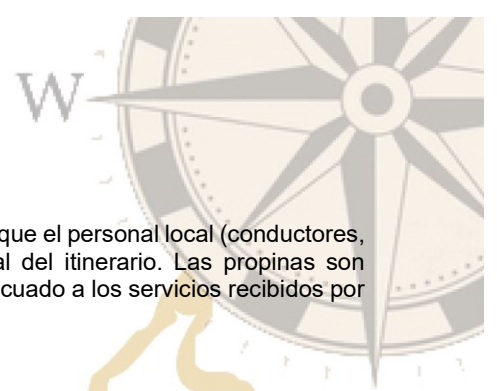 W
que el personal local (conductores,
al del itinerario. Las propinas son
cuado a los servicios recibidos por